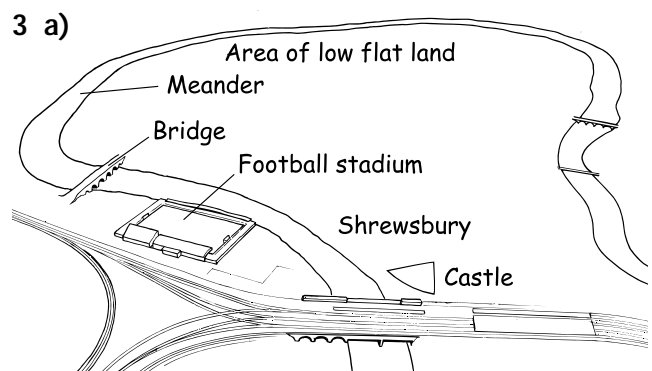 3 a)
Area of low flat land
Meander
Bridge
Football stadium
Shrewsbury
Castle